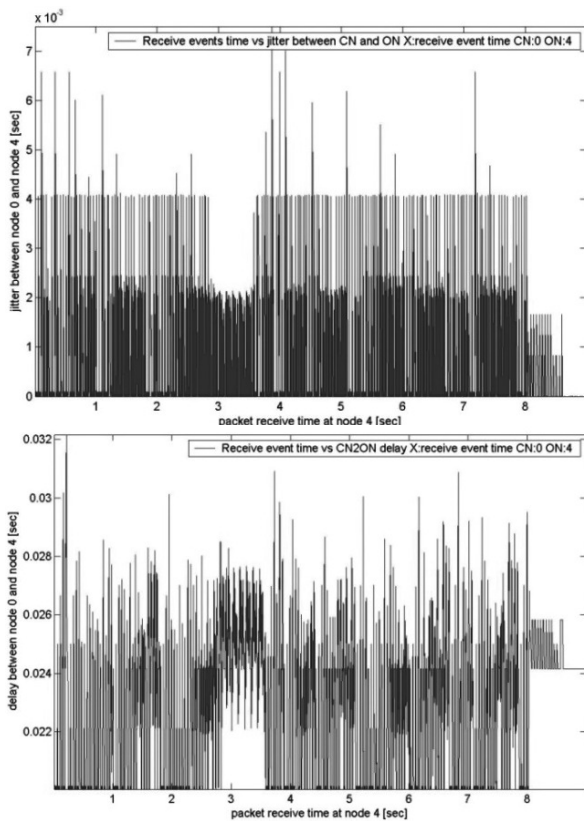 x 10⁻³
Receive events time vs jitter between CN and ON X:receive event time CN:0 ON:4
7
6
5
4
3
2
1
0
jitter between node 0 and node 4 [sec]
1 2 3 4 5 6 7 8
packet receive time at node 4 [sec]
0.032
Receive event time vs CN2ON delay X:receive event time CN:0 ON:4
0.03
0.028
0.026
0.024
0.022
delay between node 0 and node 4 [sec]
1 2 3 4 5 6 7 8
packet receive time at node 4 [sec]